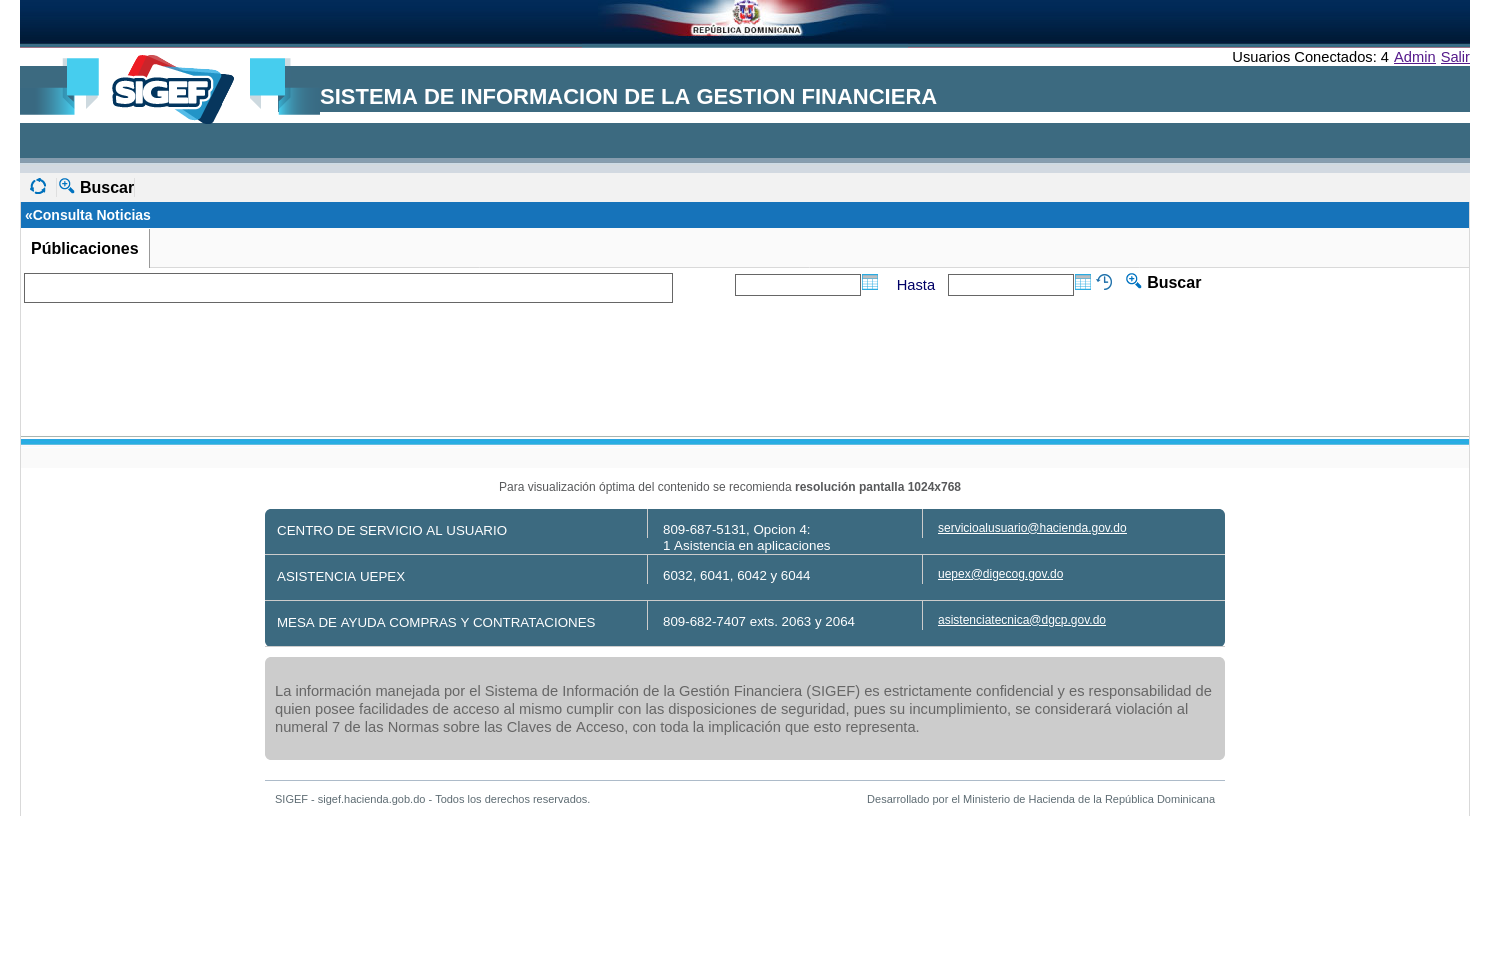 REPÚBLICA DOMINICANA
Usuarios Conectados: 4 Admin Salir
SIGEF
SISTEMA DE INFORMACION DE LA GESTION FINANCIERA
Buscar
«Consulta Noticias
Públicaciones
Hasta
Buscar
Para visualización óptima del contenido se recomienda resolución pantalla 1024x768
CENTRO DE SERVICIO AL USUARIO
809-687-5131, Opcion 4:
1 Asistencia en aplicaciones
servicioalusuario@hacienda.gov.do
ASISTENCIA UEPEX
6032, 6041, 6042 y 6044
uepex@digecog.gov.do
MESA DE AYUDA COMPRAS Y CONTRATACIONES
809-682-7407 exts. 2063 y 2064
asistenciatecnica@dgcp.gov.do
La información manejada por el Sistema de Información de la Gestión Financiera (SIGEF) es estrictamente confidencial y es responsabilidad de
quien posee facilidades de acceso al mismo cumplir con las disposiciones de seguridad, pues su incumplimiento, se considerará violación al
numeral 7 de las Normas sobre las Claves de Acceso, con toda la implicación que esto representa.
SIGEF - sigef.hacienda.gob.do - Todos los derechos reservados.
Desarrollado por el Ministerio de Hacienda de la República Dominicana